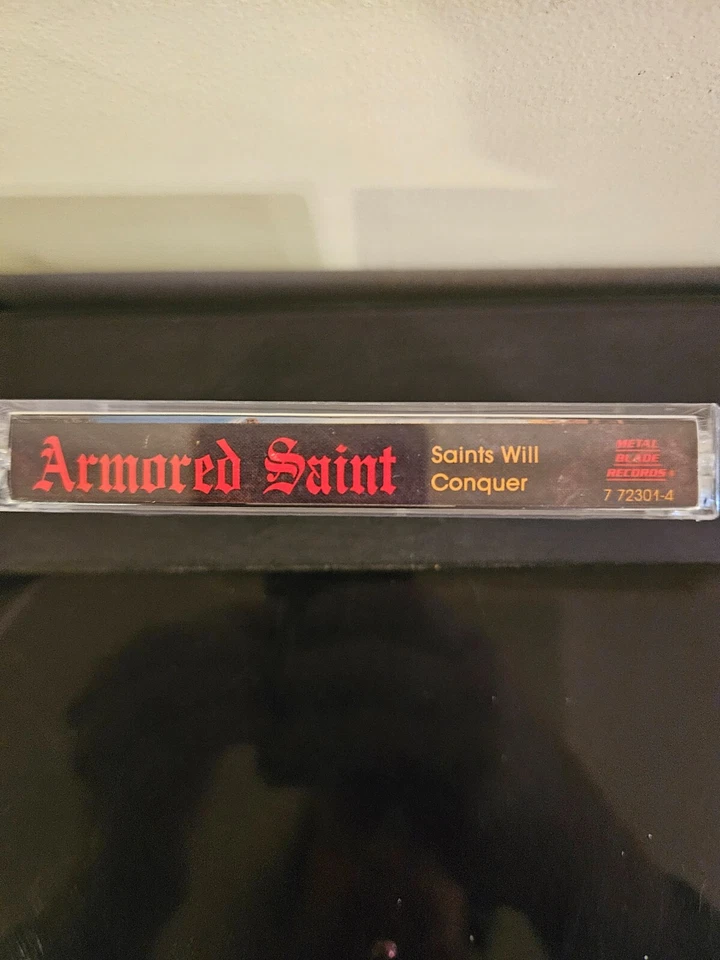 Armored Saint
Saints Will
Conquer
METAL
BLADE
RECORDS®
7 72301-4